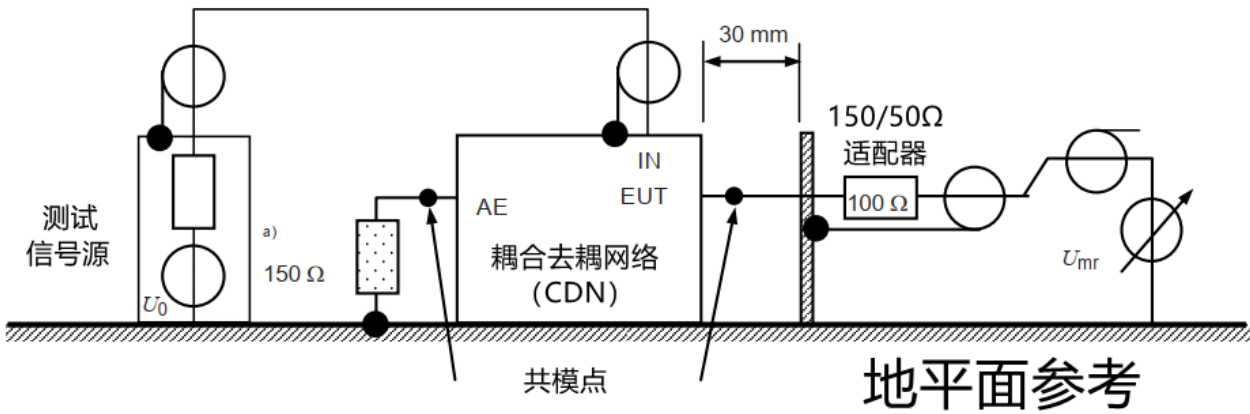 30 mm
150/50Ω
适配器
IN
EUT
AE
100 Ω
测试
信号源
a)
150 Ω
耦合去耦网络
（CDN）
U0
Umr
共模点
地平面参考